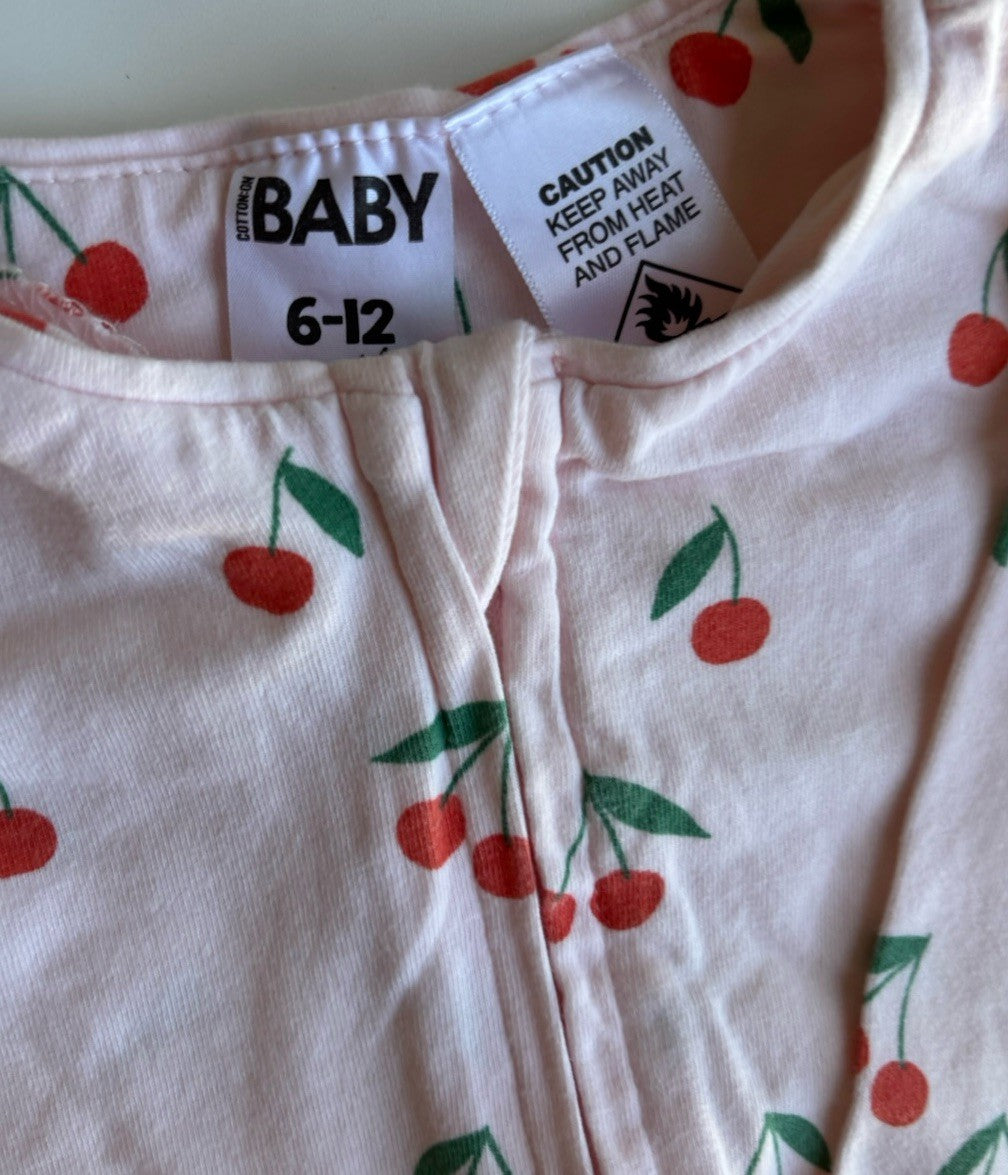 COTTON:ON
BABY
6-12
CAUTION
KEEP AWAY
FROM HEAT
AND FLAME